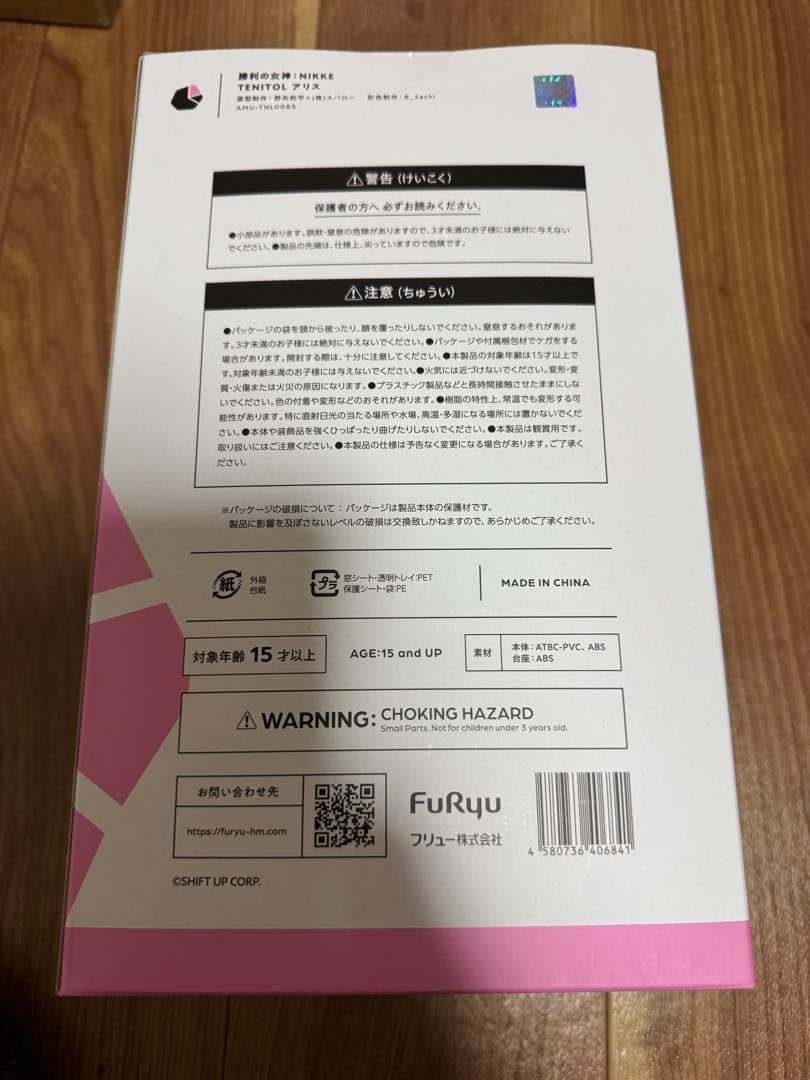 勝利の女神：NIKKE
TENITOL アリス
原型制作：野矢和平+(株)スパロー　彩色制作：B_Sachi
AMU-TNL0085
⚠警告（けいこく）
保護者の方へ 必ずお読みください。
●小部品があります。誤飲・窒息の危険がありますので、3才未満のお子様には絶対に与えない
でください。●製品の先端は、仕様上、尖っていますので危険です。
⚠注意（ちゅうい）
●パッケージの袋を頭から被ったり、顔を覆ったりしないでください。窒息するおそれがありま
す。3才未満のお子様には絶対に与えないでください。●パッケージや付属梱包材でケガをする
場合があります。開封する際は、十分に注意してください。●本製品の対象年齢は15才以上で
す。対象年齢未満のお子様には与えないでください。●火気には近づけないでください。変形・変
質・火傷または火災の原因になります。●プラスチック製品などと長時間接触させたままにしな
いでください。色の付着や変形などのおそれがあります。●樹脂の特性上、常温でも変形する可
能性があります。特に直射日光の当たる場所や水場、高温・多湿になる場所には置かないでくだ
さい。●本体や装飾品を強くひっぱったり曲げたりしないでください。●本製品は観賞用です。
取り扱いにはご注意ください。●本製品の仕様は予告なく変更になる場合があります。ご了承く
ださい。
※パッケージの破損について：パッケージは製品本体の保護材です。
製品に影響を及ぼさないレベルの破損は交換致しかねますので、あらかじめご了承ください。
紙 外箱 台紙
プラ 窓シート・透明トレイ：PET
保護シート・袋：PE
MADE IN CHINA
対象年齢 15 才以上
AGE:15 and UP
素材
本体：ATBC-PVC、ABS
台座：ABS
⚠WARNING: CHOKING HAZARD
Small Parts. Not for children under 3 years old.
お問い合わせ先
https://furyu-hm.com
FuRyu
フリュー株式会社
4 580736 406841
©SHIFT UP CORP.